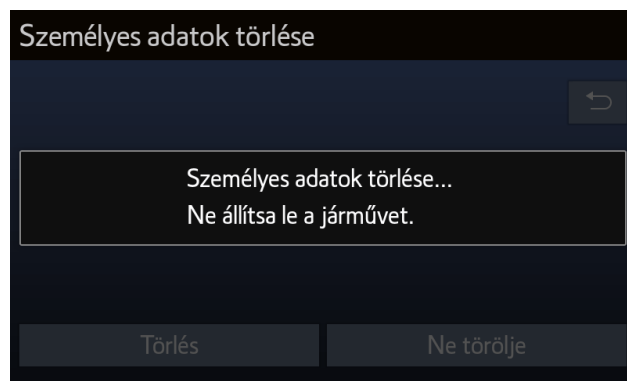 Személyes adatok törlése
Személyes adatok törlése...
Ne állítsa le a járművet.
Törlés
Ne törölje